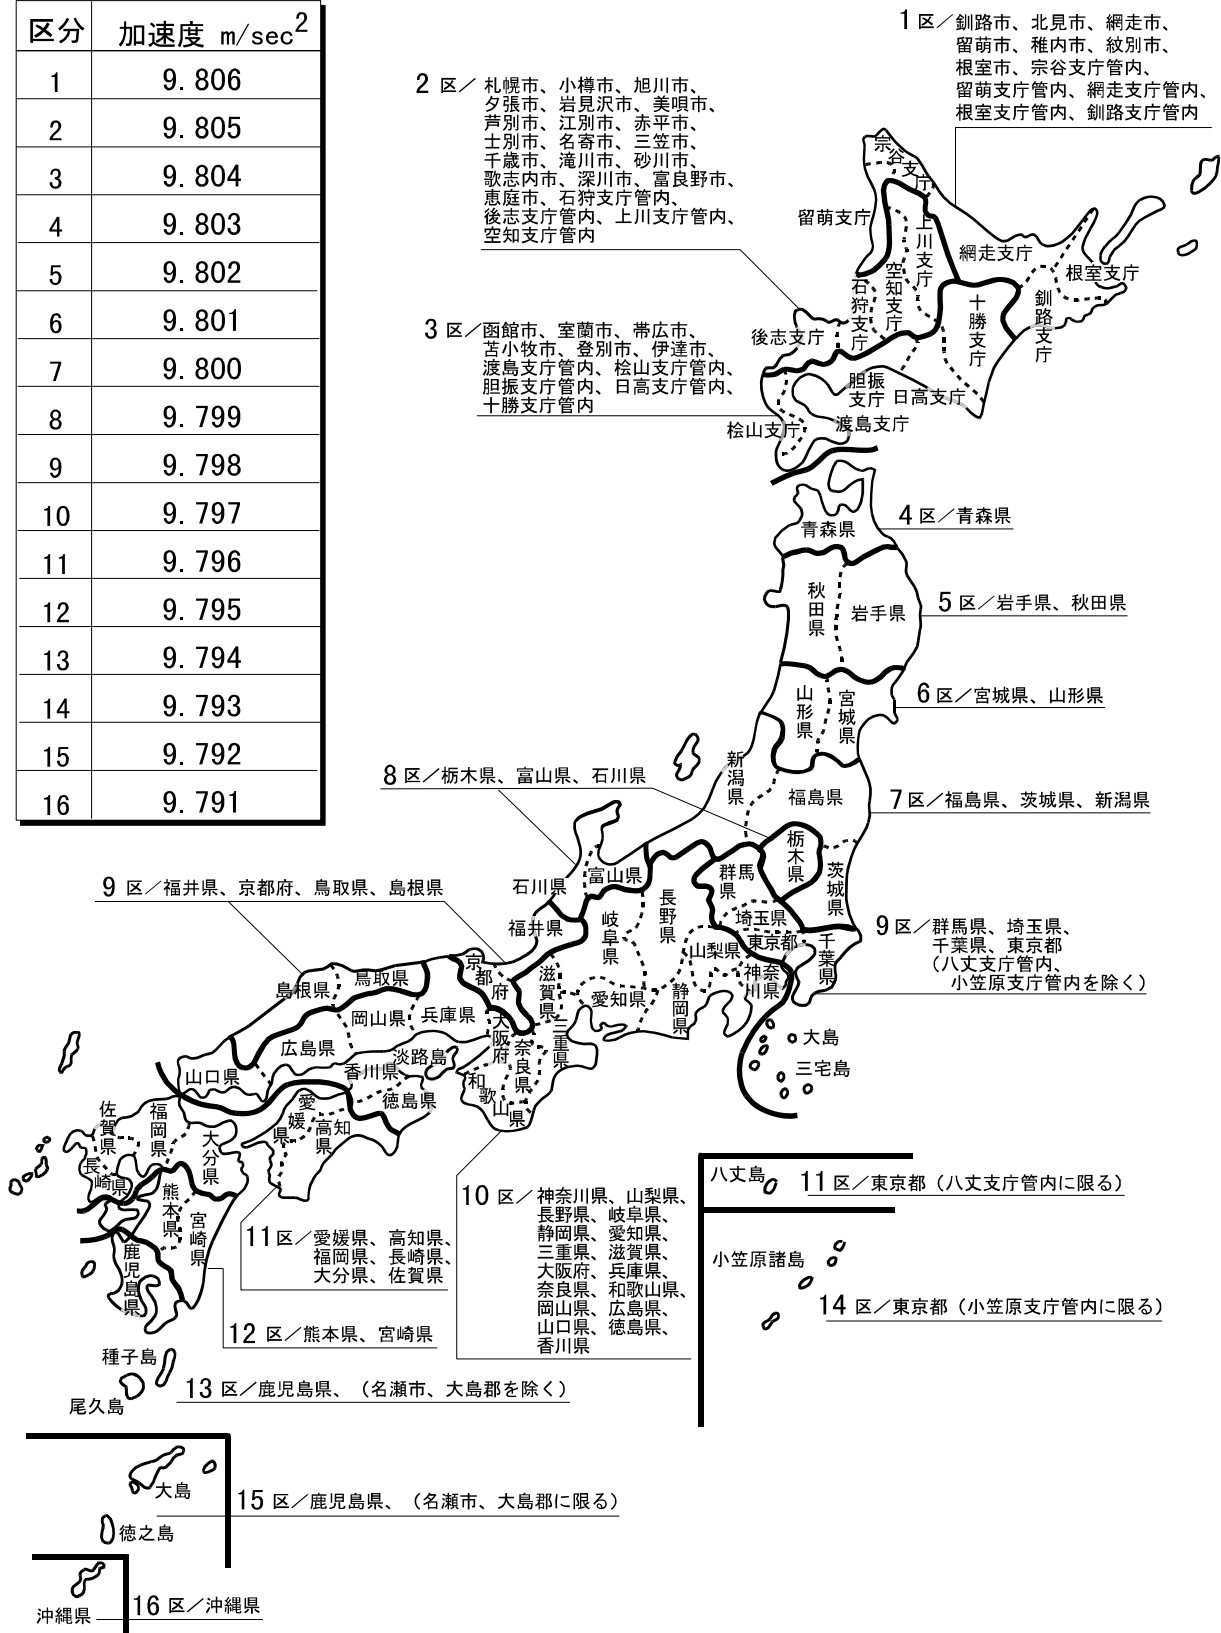 区分 加速度 m/sec2
1 9.806
2 9.805
3 9.804
4 9.803
5 9.802
6 9.801
7 9.800
8 9.799
9 9.798
10 9.797
11 9.796
12 9.795
13 9.794
14 9.793
15 9.792
16 9.791
1 区／釧路市、北見市、網走市、
留萌市、稚内市、紋別市、
根室市、宗谷支庁管内、
留萌支庁管内、網走支庁管内、
根室支庁管内、釧路支庁管内
2 区／札幌市、小樽市、旭川市、
夕張市、岩見沢市、美唄市、
芦別市、江別市、赤平市、
士別市、名寄市、三笠市、
千歳市、滝川市、砂川市、
歌志内市、深川市、富良野市、
恵庭市、石狩支庁管内、
後志支庁管内、上川支庁管内、
空知支庁管内
3 区／函館市、室蘭市、帯広市、
苫小牧市、登別市、伊達市、
渡島支庁管内、桧山支庁管内、
胆振支庁管内、日高支庁管内、
十勝支庁管内
宗谷支庁
留萌支庁
上川支庁
網走支庁
根室支庁
空知支庁
石狩支庁
釧路支庁
十勝支庁
後志支庁
胆振
支庁
日高支庁
渡島支庁
桧山支庁
青森県
4 区／青森県
秋田県
岩手県
5 区／岩手県、秋田県
山形県
宮城県
6 区／宮城県、山形県
新潟県
福島県
7 区／福島県、茨城県、新潟県
8 区／栃木県、富山県、石川県
栃木県
茨城県
群馬
県
富山県
石川県
9 区／福井県、京都府、鳥取県、島根県
福井県
岐阜県
長野県
埼玉県
東京都
千葉県
山梨県
神奈
川県
9 区／群馬県、埼玉県、
千葉県、東京都
（八丈支庁管内、
小笠原支庁管内を除く）
京都府
滋賀県
愛知県
静岡県
鳥取県
島根県
岡山県
兵庫県
大阪府
三重県
奈良県
広島県
山口県
香川県
淡路島
徳島県
和歌山県
大島
三宅島
愛媛県
高知
県
佐賀県
福岡県
大分県
長崎県
熊本県
宮崎県
鹿児島県
八丈島
11 区／東京都（八丈支庁管内に限る）
小笠原諸島
14 区／東京都（小笠原支庁管内に限る）
10 区／神奈川県、山梨県、
長野県、岐阜県、
静岡県、愛知県、
三重県、滋賀県、
大阪府、兵庫県、
奈良県、和歌山県、
岡山県、広島県、
山口県、徳島県、
香川県
11 区／愛媛県、高知県、
福岡県、長崎県、
大分県、佐賀県
12 区／熊本県、宮崎県
種子島
尾久島
13 区／鹿児島県、（名瀬市、大島郡を除く）
大島
15 区／鹿児島県、（名瀬市、大島郡に限る）
徳之島
沖縄県
16 区／沖縄県